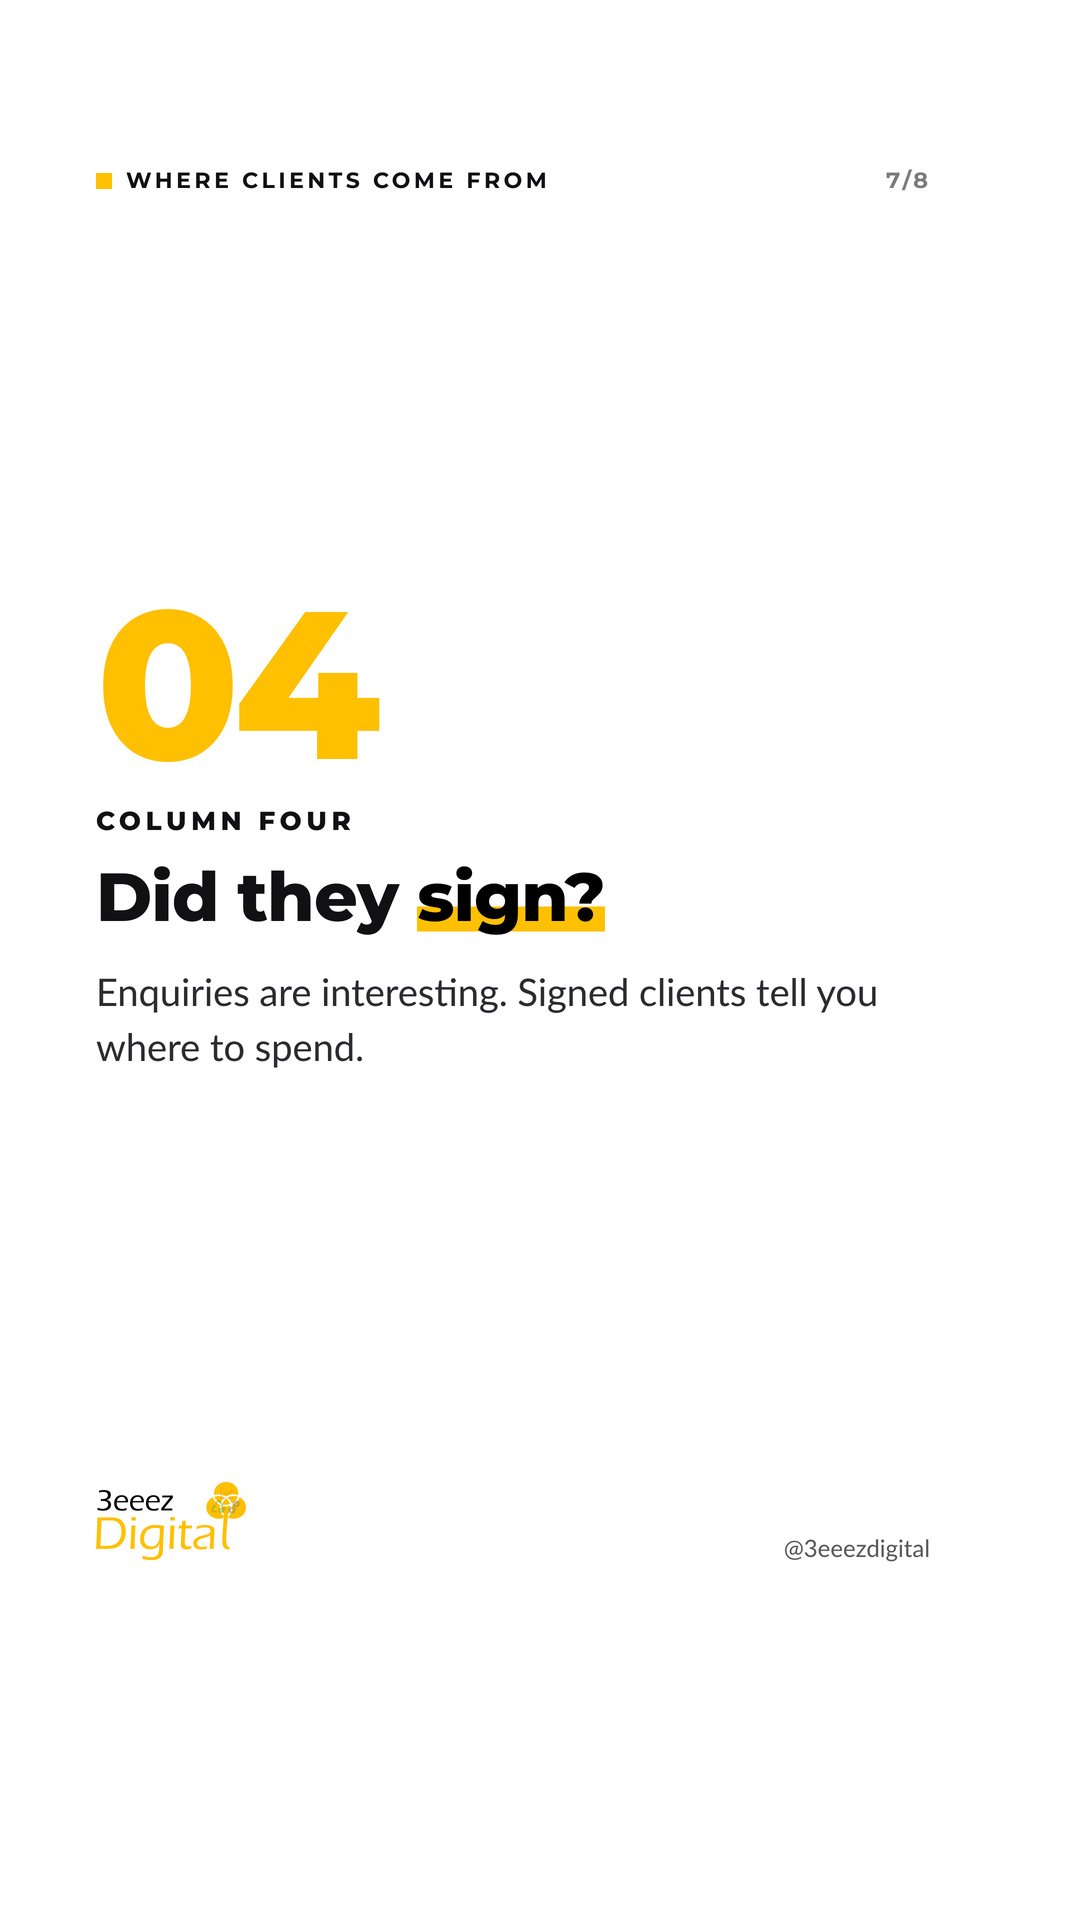 WHERE CLIENTS COME FROM
7/8
04
COLUMN FOUR
Did they sign?
Enquiries are interesting. Signed clients tell you
where to spend.
3eeez
Digital
@3eeezdigital